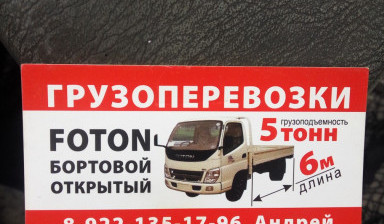 ГРУЗОПЕРЕВОЗКИ
FOTON
БОРТОВОЙ
ОТКРЫТЫЙ
грузоподъемность
5 тонн
6м
длина
8-922-135-17-96 Андрей